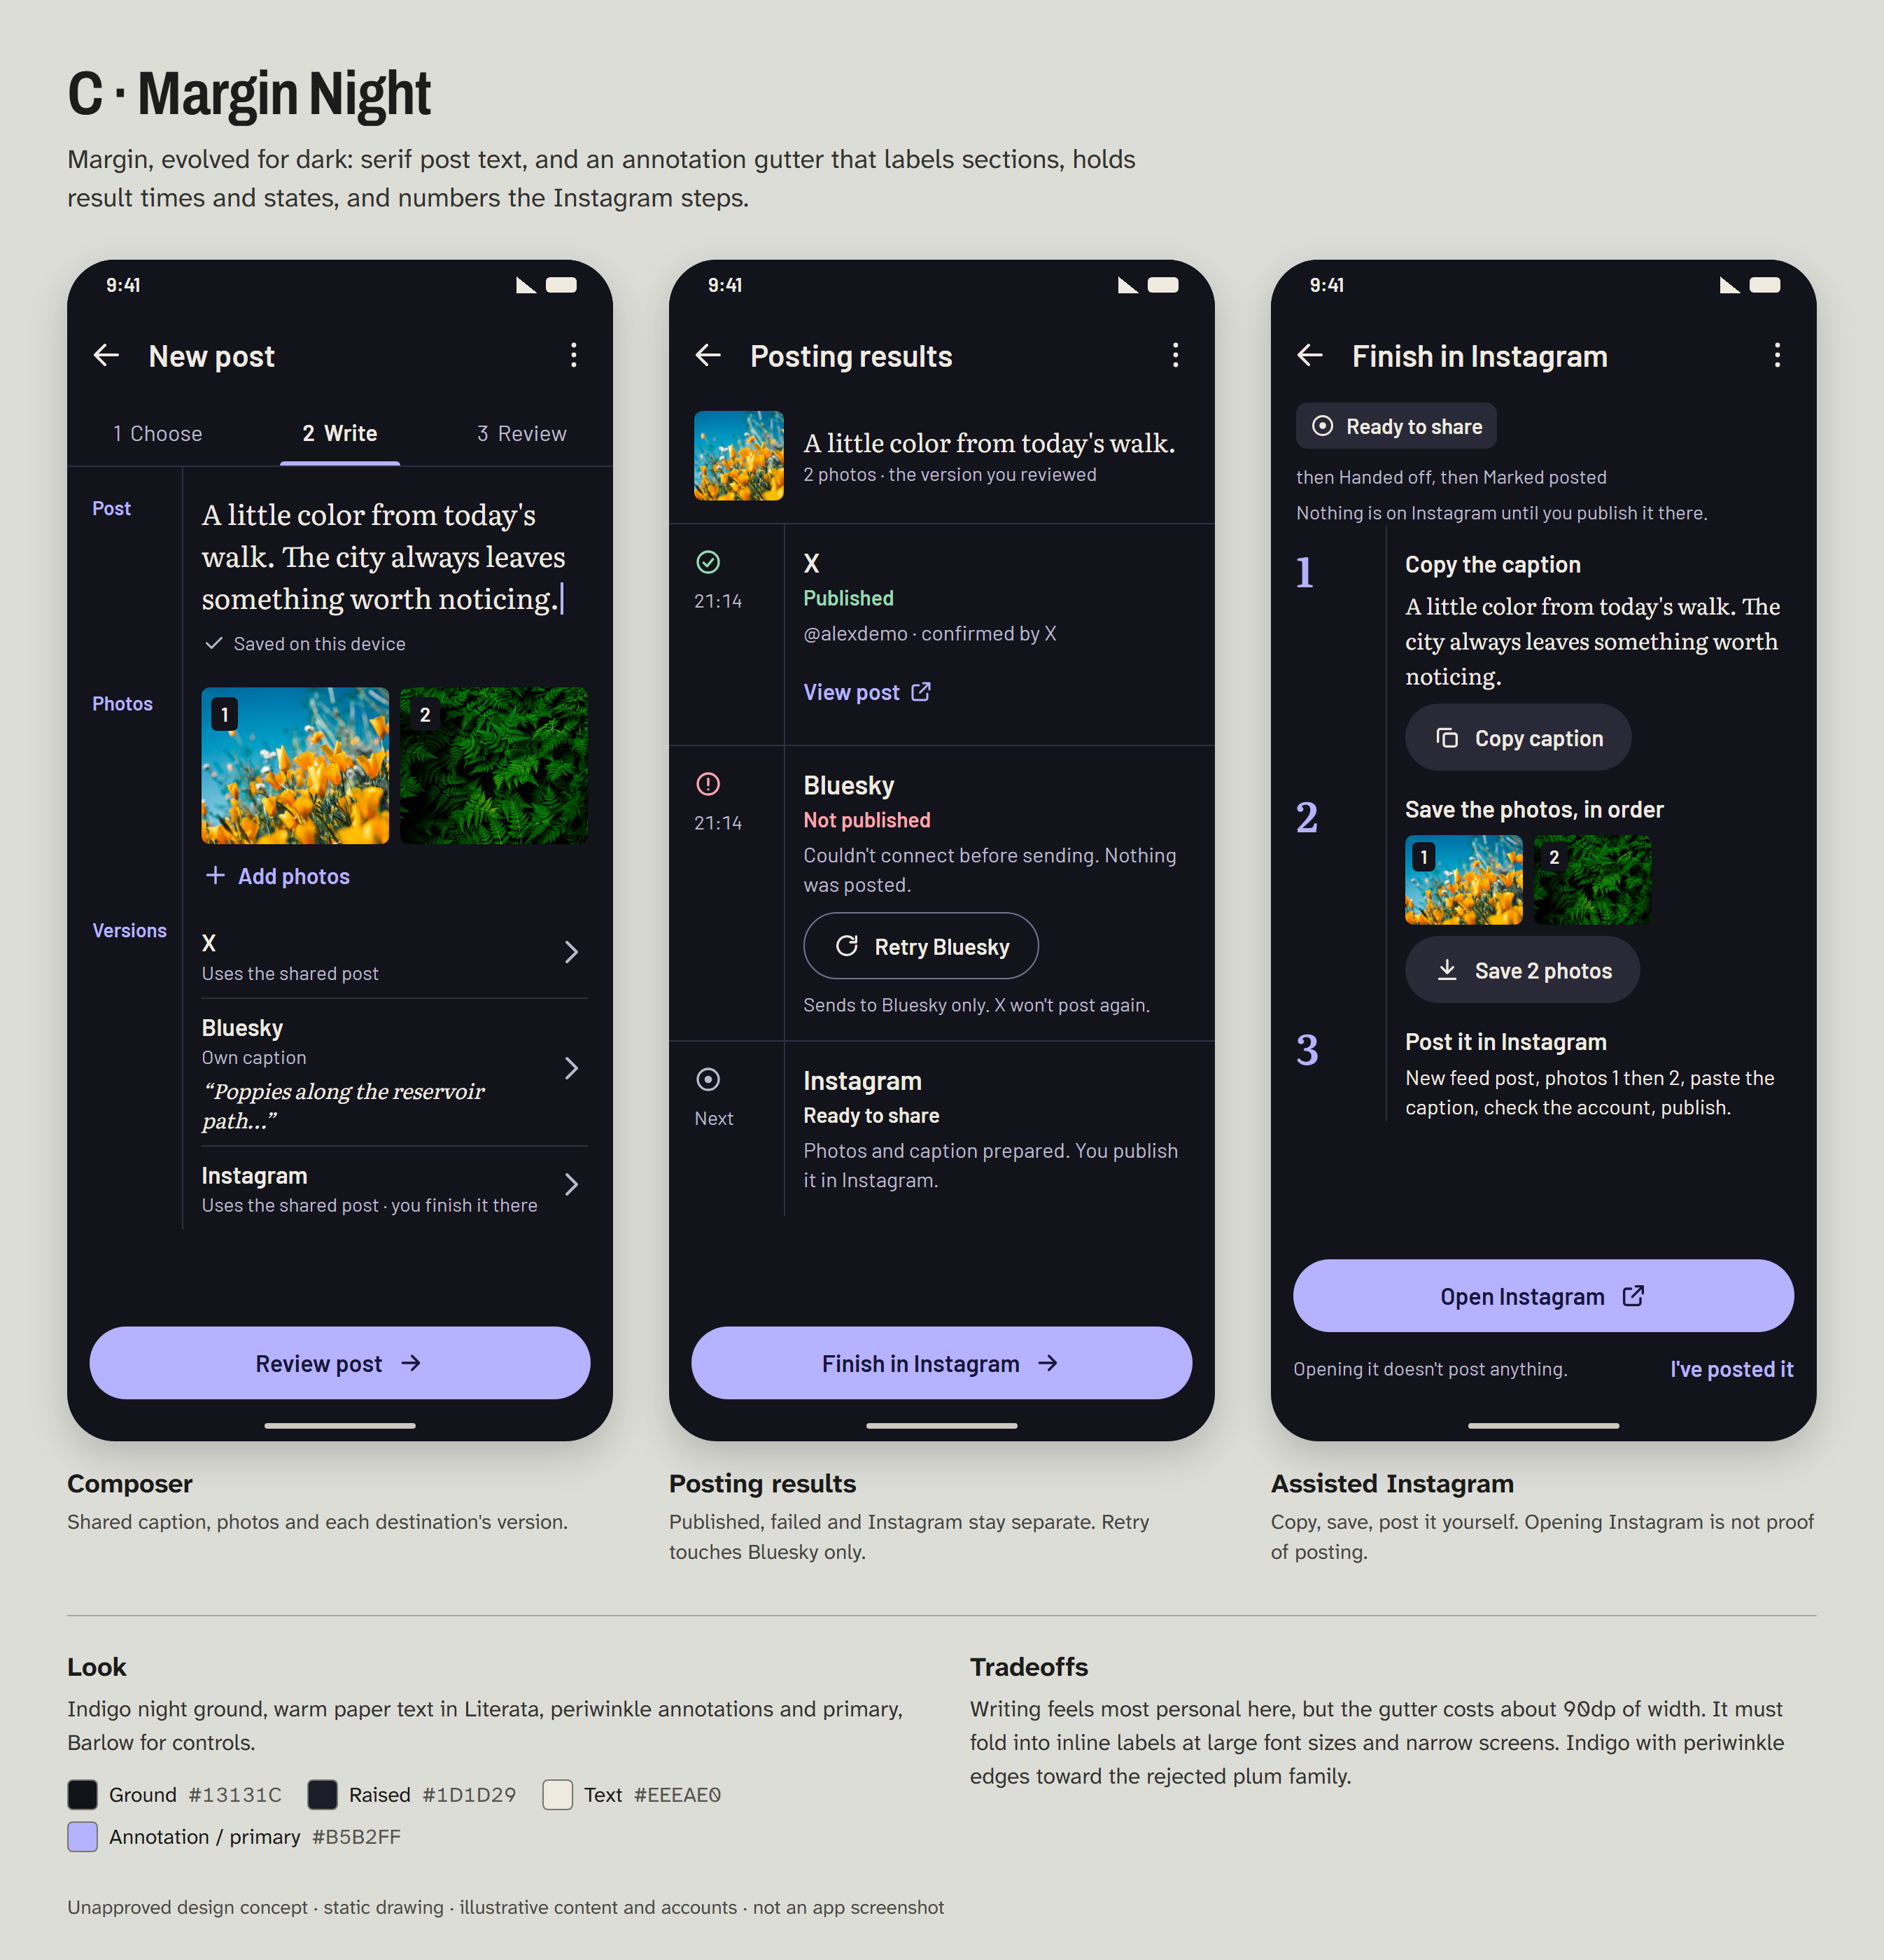 C · Margin Night
Margin, evolved for dark: serif post text, and an annotation gutter that labels sections, holds
result times and states, and numbers the Instagram steps.
9:41
New post
1 Choose
2 Write
3 Review
Post
A little color from today's
walk. The city always leaves
something worth noticing.
Saved on this device
Photos
1
2
Add photos
Versions
X
Uses the shared post
Bluesky
Own caption
“Poppies along the reservoir
path...”
Instagram
Uses the shared post · you finish it there
Review post
9:41
Posting results
A little color from today's walk.
2 photos · the version you reviewed
21:14
X
Published
@alexdemo · confirmed by X
View post
21:14
Bluesky
Not published
Couldn't connect before sending. Nothing
was posted.
Retry Bluesky
Sends to Bluesky only. X won't post again.
Next
Instagram
Ready to share
Photos and caption prepared. You publish
it in Instagram.
Finish in Instagram
9:41
Finish in Instagram
Ready to share
then Handed off, then Marked posted
Nothing is on Instagram until you publish it there.
1
Copy the caption
A little color from today's walk. The
city always leaves something worth
noticing.
Copy caption
2
Save the photos, in order
1
2
Save 2 photos
3
Post it in Instagram
New feed post, photos 1 then 2, paste the
caption, check the account, publish.
Open Instagram
Opening it doesn't post anything.
I've posted it
Composer
Shared caption, photos and each destination's version.
Posting results
Published, failed and Instagram stay separate. Retry
touches Bluesky only.
Assisted Instagram
Copy, save, post it yourself. Opening Instagram is not proof
of posting.
Look
Indigo night ground, warm paper text in Literata, periwinkle annotations and primary,
Barlow for controls.
Ground #13131C
Raised #1D1D29
Text #EEEAE0
Annotation / primary #B5B2FF
Tradeoffs
Writing feels most personal here, but the gutter costs about 90dp of width. It must
fold into inline labels at large font sizes and narrow screens. Indigo with periwinkle
edges toward the rejected plum family.
Unapproved design concept · static drawing · illustrative content and accounts · not an app screenshot